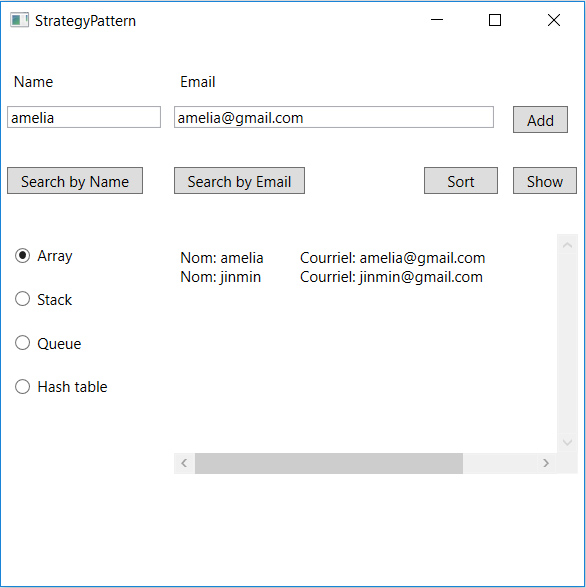 StrategyPattern
Name Email
amelia amelia@gmail.com Add
Search by Name Search by Email Sort Show
Array
Stack
Queue
Hash table
Nom: amelia Courriel: amelia@gmail.com
Nom: jinmin Courriel: jinmin@gmail.com